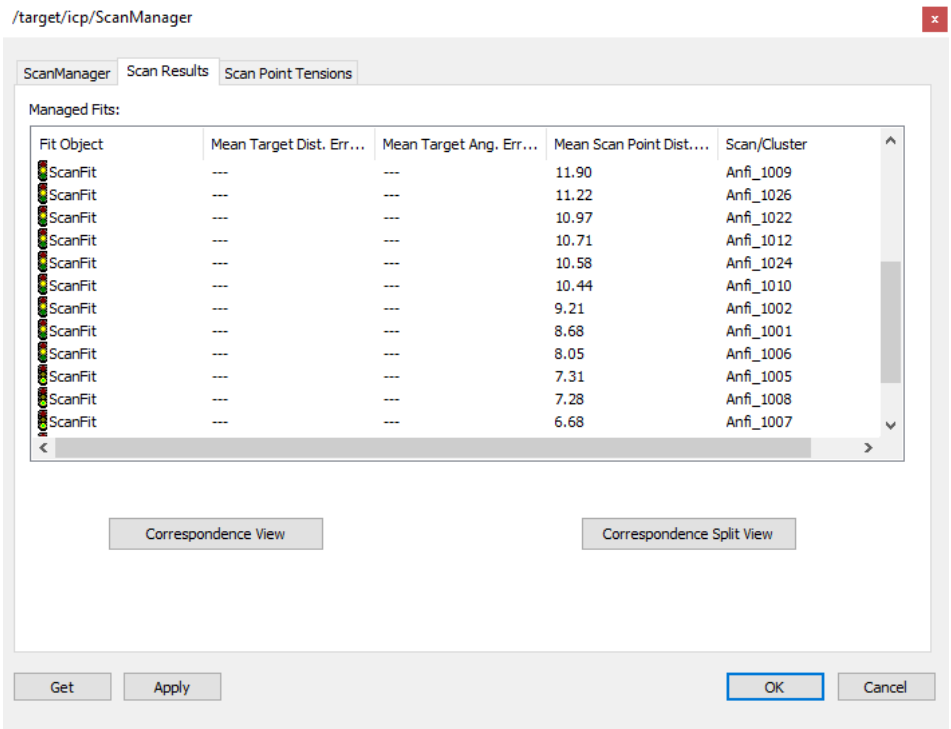 /target/icp/ScanManager
x
ScanManager Scan Results Scan Point Tensions
Managed Fits:
Fit Object Mean Target Dist. Err... Mean Target Ang. Err... Mean Scan Point Dist.... Scan/Cluster
ScanFit --- --- 11.90 Anfi_1009
ScanFit --- --- 11.22 Anfi_1026
ScanFit --- --- 10.97 Anfi_1022
ScanFit --- --- 10.71 Anfi_1012
ScanFit --- --- 10.58 Anfi_1024
ScanFit --- --- 10.44 Anfi_1010
ScanFit --- --- 9.21 Anfi_1002
ScanFit --- --- 8.68 Anfi_1001
ScanFit --- --- 8.05 Anfi_1006
ScanFit --- --- 7.31 Anfi_1005
ScanFit --- --- 7.28 Anfi_1008
ScanFit --- --- 6.68 Anfi_1007
Correspondence View Correspondence Split View
Get Apply OK Cancel